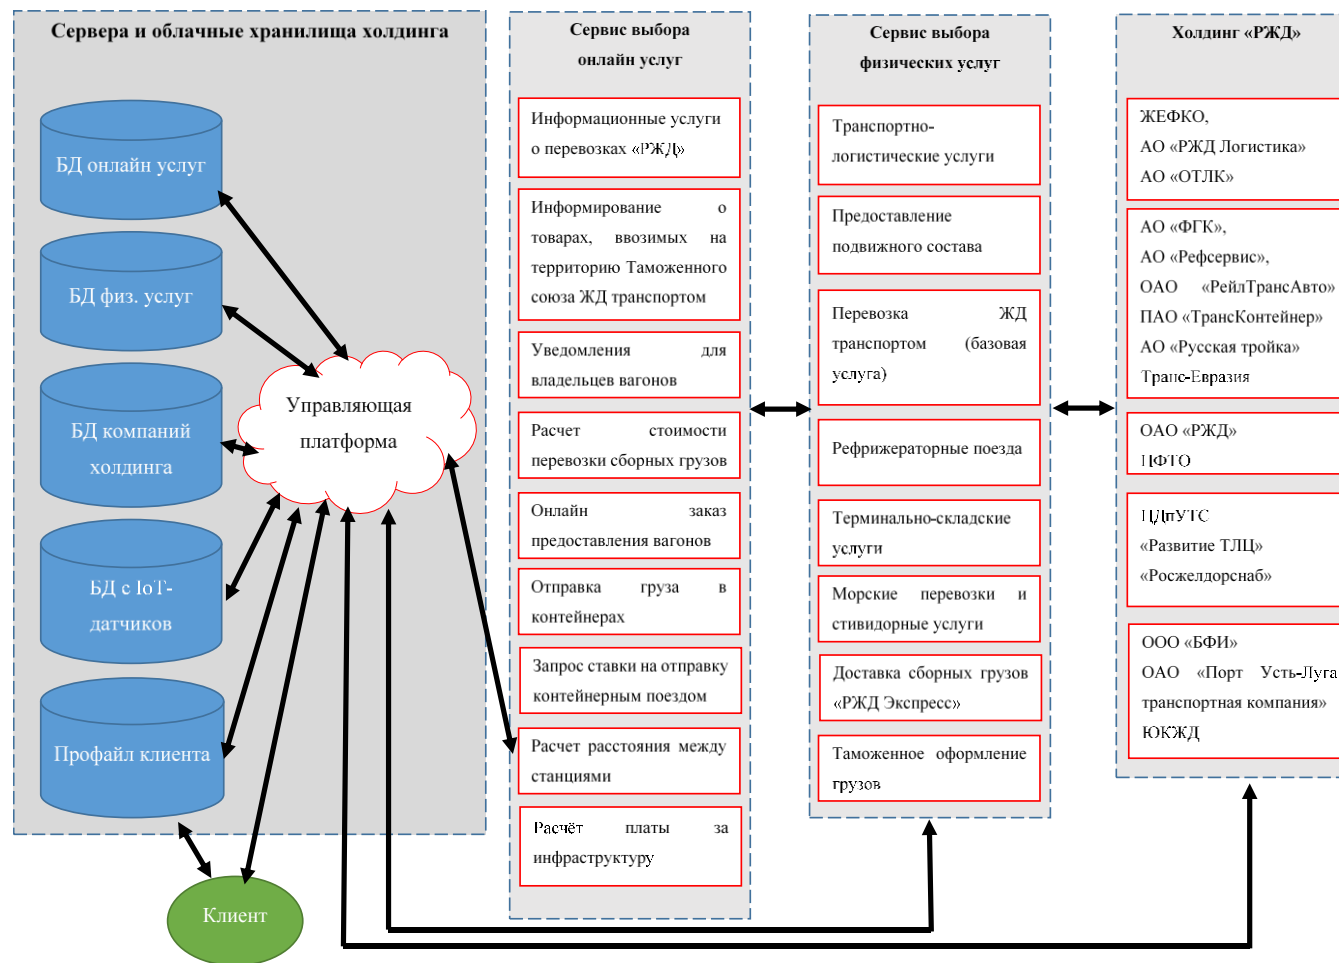 Сервера и облачные хранилища холдинга
БД онлайн услуг
БД физ. услуг
БД компаний
холдинга
БД с IoT-
датчиков
Профайл клиента
Управляющая
платформа
Клиент
Сервис выбора
онлайн услуг
Информационные услуги
о перевозках «РЖД»
Информирование о
товарах, ввозимых на
территорию Таможенного
союза ЖД транспортом
Уведомления для
владельцев вагонов
Расчет стоимости
перевозки сборных грузов
Онлайн заказ
предоставления вагонов
Отправка груза в
контейнерах
Запрос ставки на отправку
контейнерным поездом
Расчет расстояния между
станциями
Расчёт платы за
инфраструктуру
Сервис выбора
физических услуг
Транспортно-
логистические услуги
Предоставление
подвижного состава
Перевозка ЖД
транспортом (базовая
услуга)
Рефрижераторные поезда
Терминально-складские
услуги
Морские перевозки и
стивидорные услуги
Доставка сборных грузов
«РЖД Экспресс»
Таможенное оформление
грузов
Холдинг «РЖД»
ЖЕФКО,
АО «РЖД Логистика»
АО «ОТЛК»
АО «ФГК»,
АО «Рефсервис»,
ОАО «РейлТрансАвто»
ПАО «ТрансКонтейнер»
АО «Русская тройка»
Транс-Евразия
ОАО «РЖД»
ЦФТО
ЦДпУТС
«Развитие ТЛЦ»
«Росжелдорснаб»
ООО «БФИ»
ОАО «Порт Усть-Луга
транспортная компания»
ЮКЖД